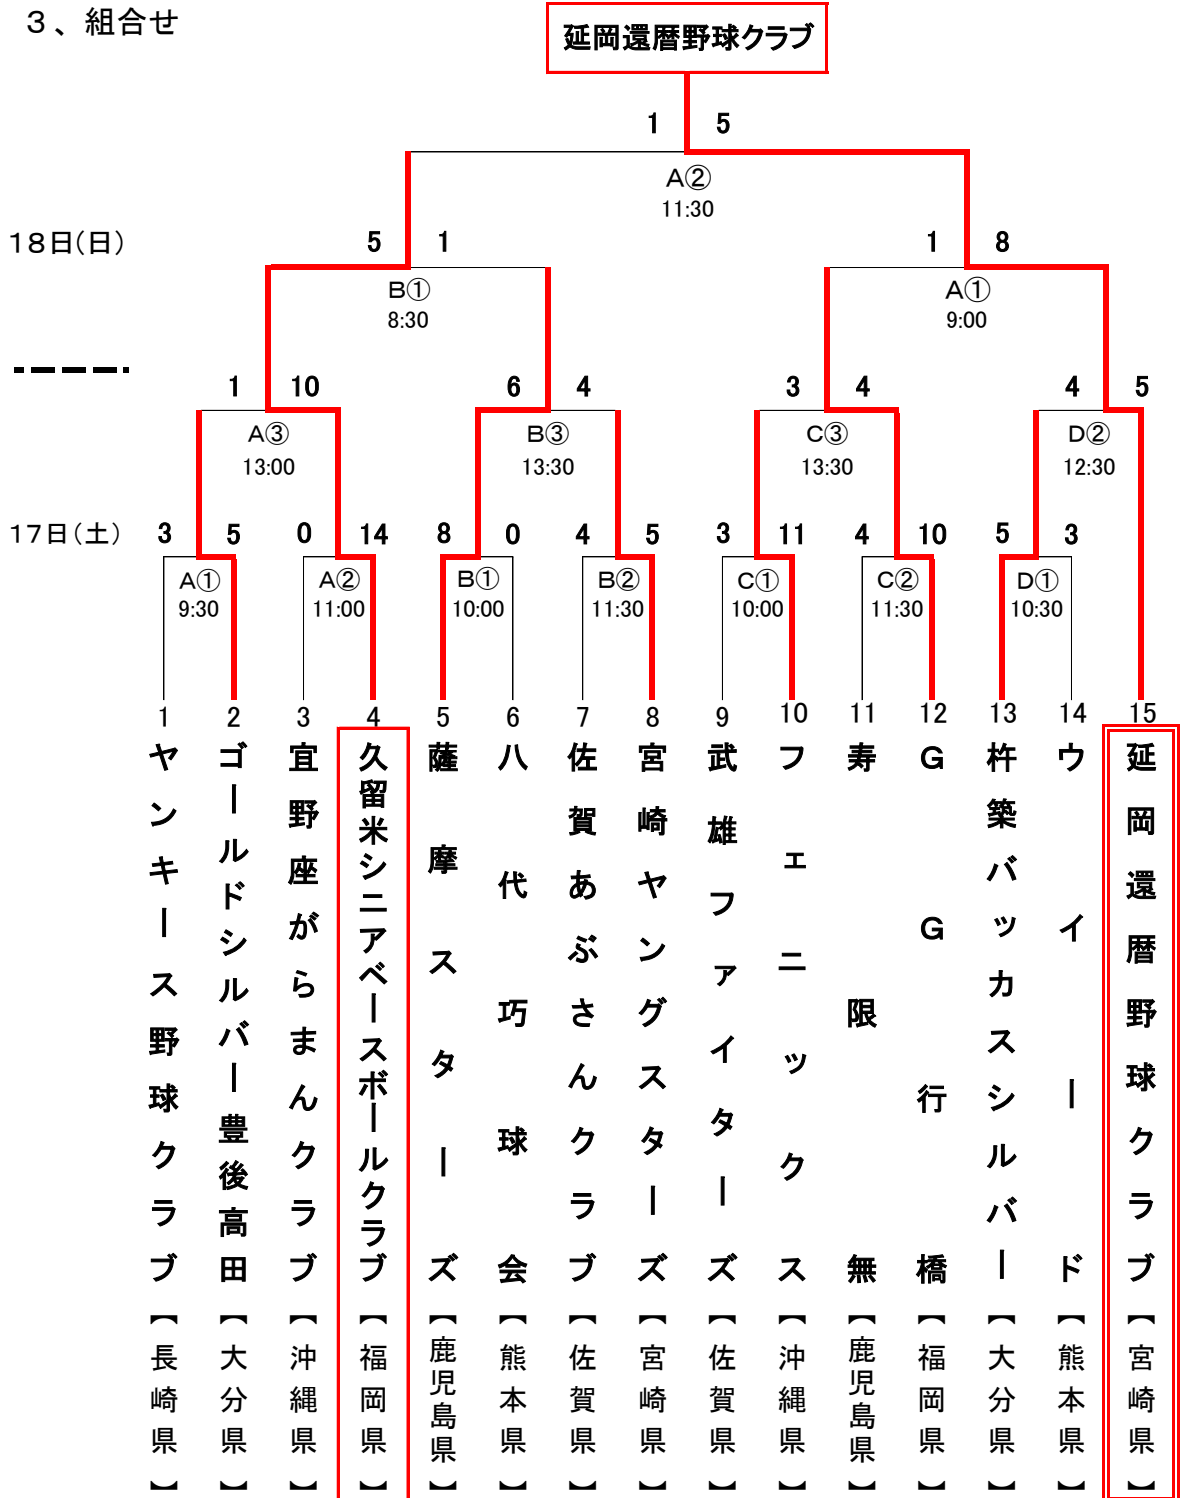 3、組合せ
延岡還暦野球クラブ
1 5
A②
11:30
18日(日)
5 1 1 8
B① A①
8:30 9:00
1 10 6 4 3 4 4 5
A③ B③ C③ D②
13:00 13:30 13:30 12:30
17日(土) 3 5 0 14 8 0 4 5 3 11 4 10 5 3
A① A② B① B② C① C② D①
9:30 11:00 10:00 11:30 10:00 11:30 10:30
1 2 3 4 5 6 7 8 9 10 11 12 13 14 15
ヤンキース野球クラブ【長崎県】
ゴールドシルバー豊後高田【大分県】
宜野座がらまんクラブ【沖縄県】
久留米シニアベースボールクラブ【福岡県】
薩摩スターズ【鹿児島県】
八代巧球会【熊本県】
佐賀あぶさんクラブ【佐賀県】
宮崎ヤングスターズ【宮崎県】
武雄ファイターズ【佐賀県】
フェニックス【沖縄県】
寿限無【鹿児島県】
GG行橋【福岡県】
杵築バッカスシルバー【大分県】
ウイード【熊本県】
延岡還暦野球クラブ【宮崎県】